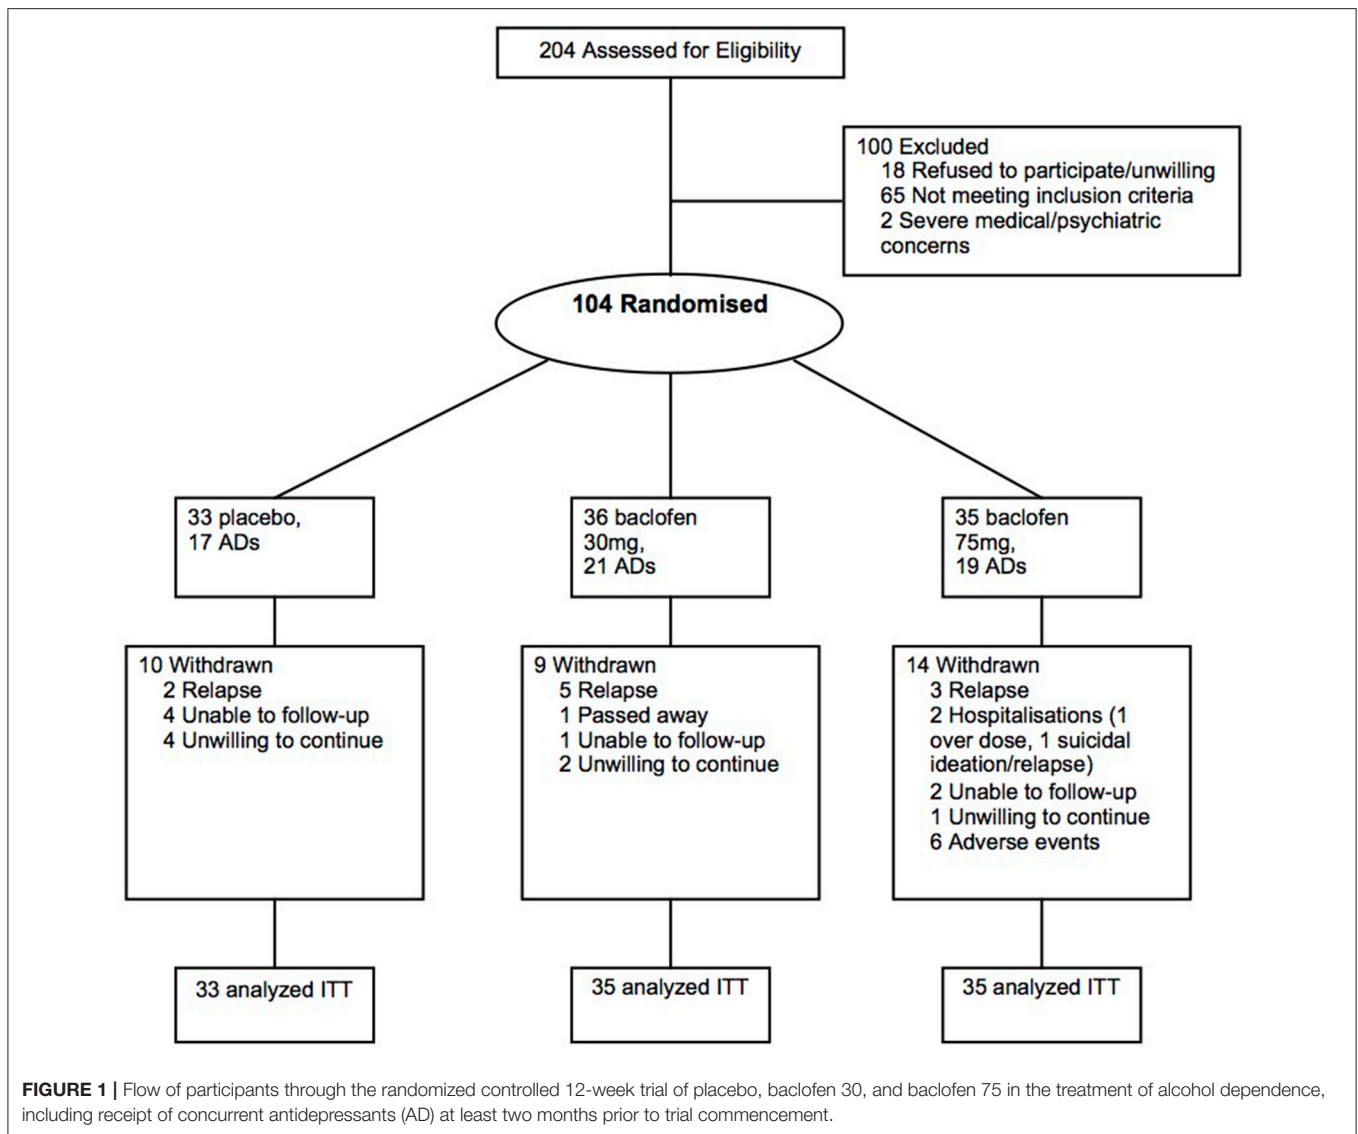 204 Assessed for Eligibility
100 Excluded
18 Refused to participate/unwilling
65 Not meeting inclusion criteria
2 Severe medical/psychiatric
concerns
104 Randomised
33 placebo,
17 ADs
36 baclofen
30mg,
21 ADs
35 baclofen
75mg,
19 ADs
10 Withdrawn
2 Relapse
4 Unable to follow-up
4 Unwilling to continue
9 Withdrawn
5 Relapse
1 Passed away
1 Unable to follow-up
2 Unwilling to continue
14 Withdrawn
3 Relapse
2 Hospitalisations (1
over dose, 1 suicidal
ideation/relapse)
2 Unable to follow-up
1 Unwilling to continue
6 Adverse events
33 analyzed ITT
35 analyzed ITT
35 analyzed ITT
FIGURE 1 | Flow of participants through the randomized controlled 12-week trial of placebo, baclofen 30, and baclofen 75 in the treatment of alcohol dependence,
including receipt of concurrent antidepressants (AD) at least two months prior to trial commencement.